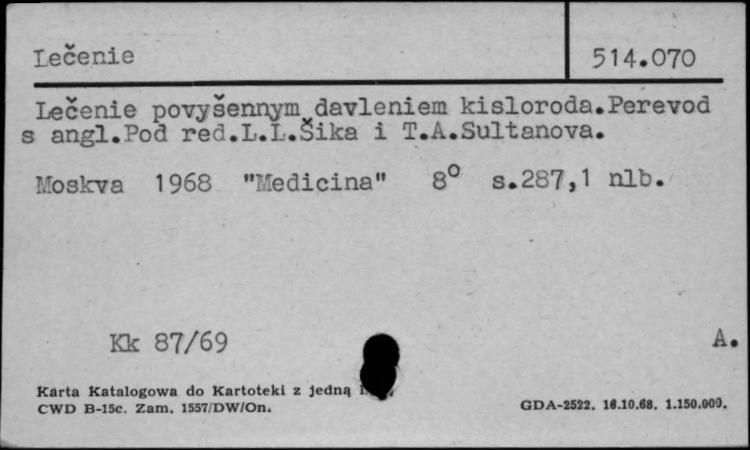 Lečenie 514.070
Lečenie povyšennym davleniem kisloroda.Perevod
s angl.Pod red.L.L.Šika i T.A.Sultanova.
Moskva 1968 "Medicina" 8° s.287,1 nlb.
Kk 87/69 A.
Karta Katalogowa do Kartoteki z jedną
CWD B-15c. Zam. 1557/DW/On. GDA-2522. 16.10.68. 1.150.000.